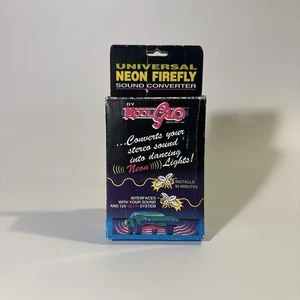 UNIVERSAL
NEON FIREFLY
SOUND CONVERTER
BY
...Converts your
stereo sound
into dancing
Neon Lights!
INSTALLS
IN MINUTES
INTERFACES
WITH YOUR SOUND
AND 12V NEON SYSTEM